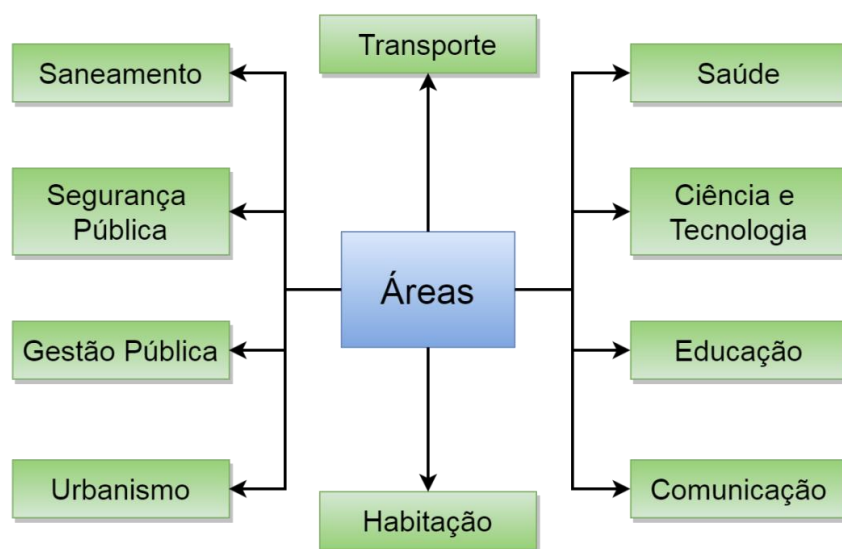 Transporte
Saneamento
Saúde
Segurança
Pública
Ciência e
Tecnologia
Áreas
Gestão Pública
Educação
Urbanismo
Comunicação
Habitação